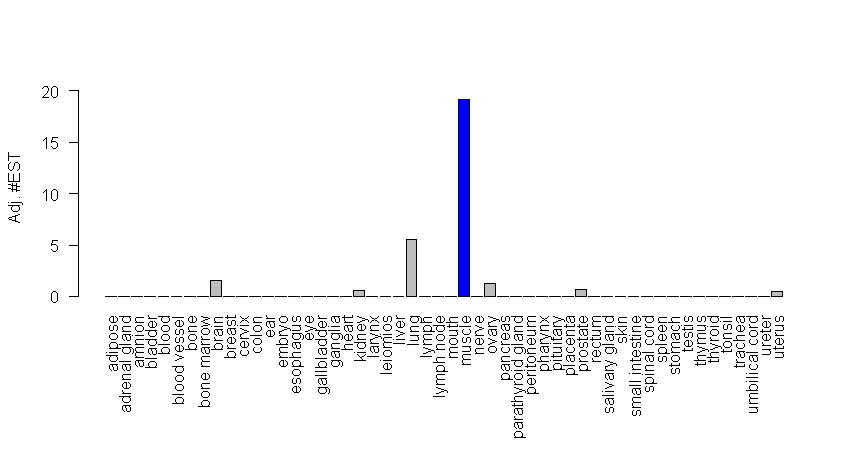 Adj. #EST
20
15
10
5
0
adipose
adrenal gland
amnion
bladder
blood
blood vessel
bone
bone marrow
brain
breast
cervix
colon
ear
embryo
esophagus
eye
gallbladder
ganglia
heart
kidney
larynx
leiomios
liver
lung
lymph
lymph node
mouth
muscle
nerve
ovary
pancreas
parathyroid gland
peritoneum
pharynx
pituitary
placenta
prostate
rectum
salivary gland
skin
small intestine
spinal cord
spleen
stomach
testis
thymus
thyroid
tonsil
trachea
umbilical cord
ureter
uterus